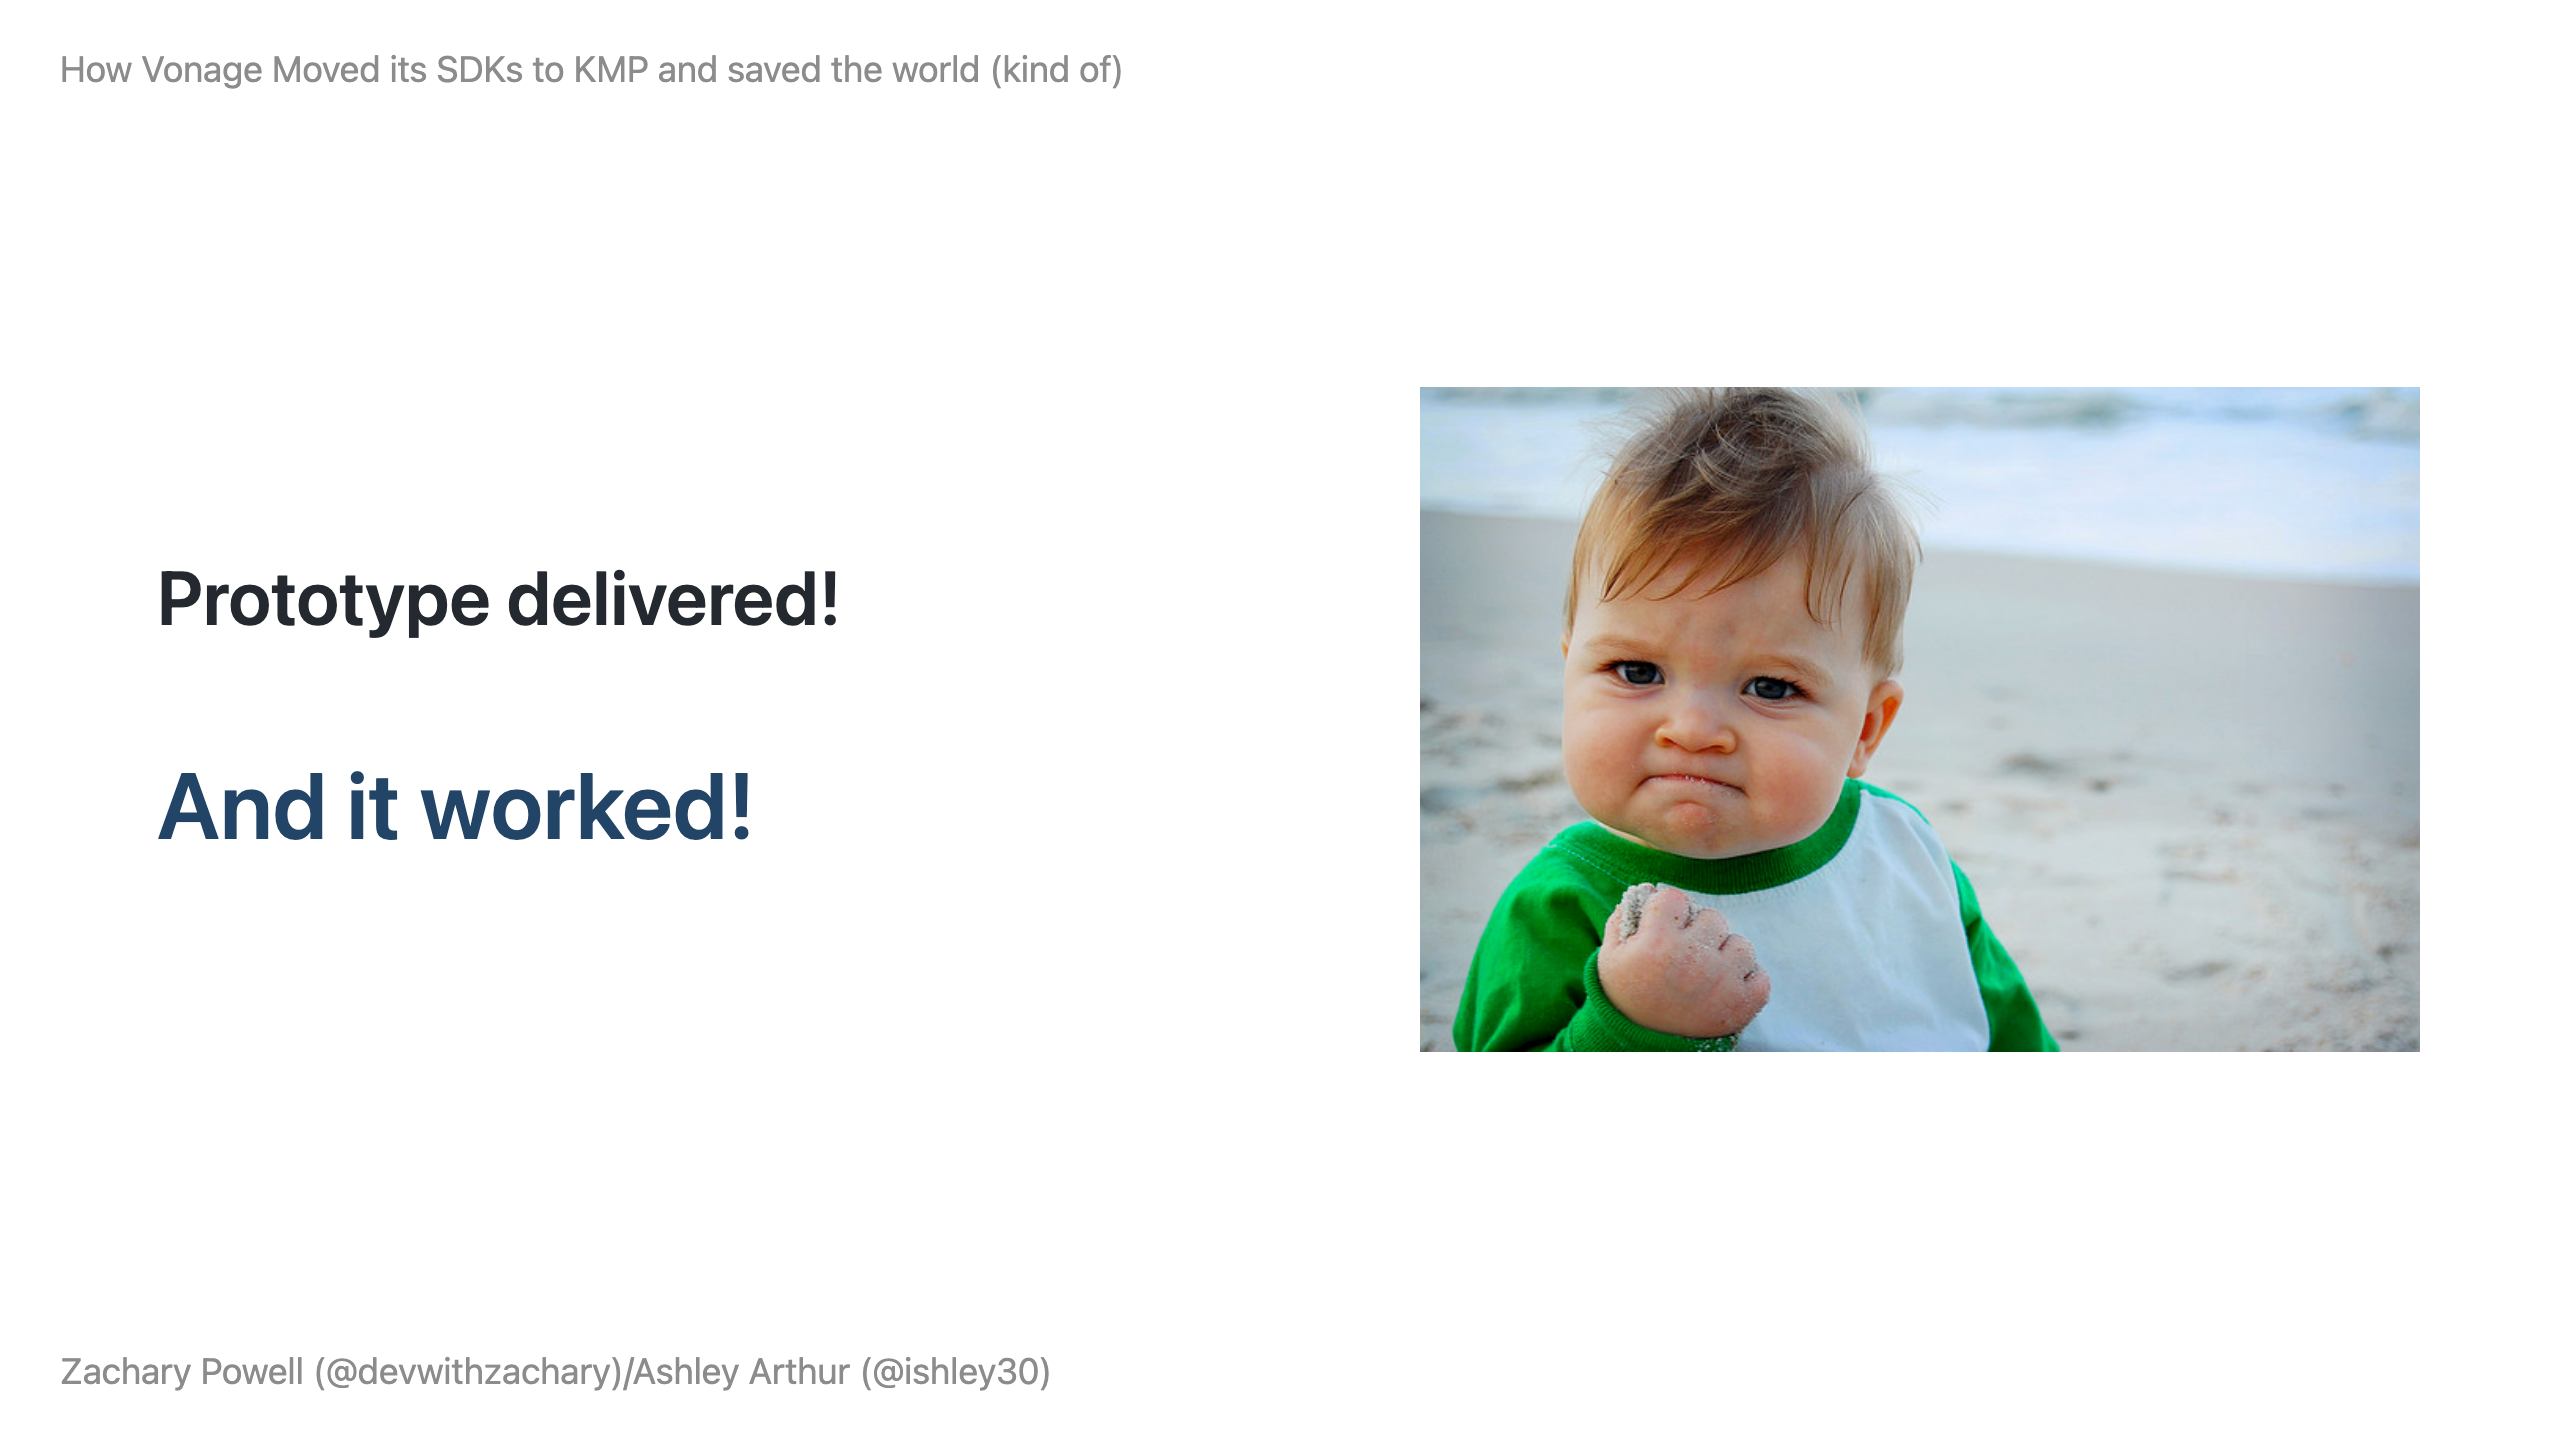 How Vonage Moved its SDKs to KMP and saved the world (kind of)
Prototype delivered!
And it worked!
Zachary Powell (@devwithzachary)/Ashley Arthur (@ishley30)